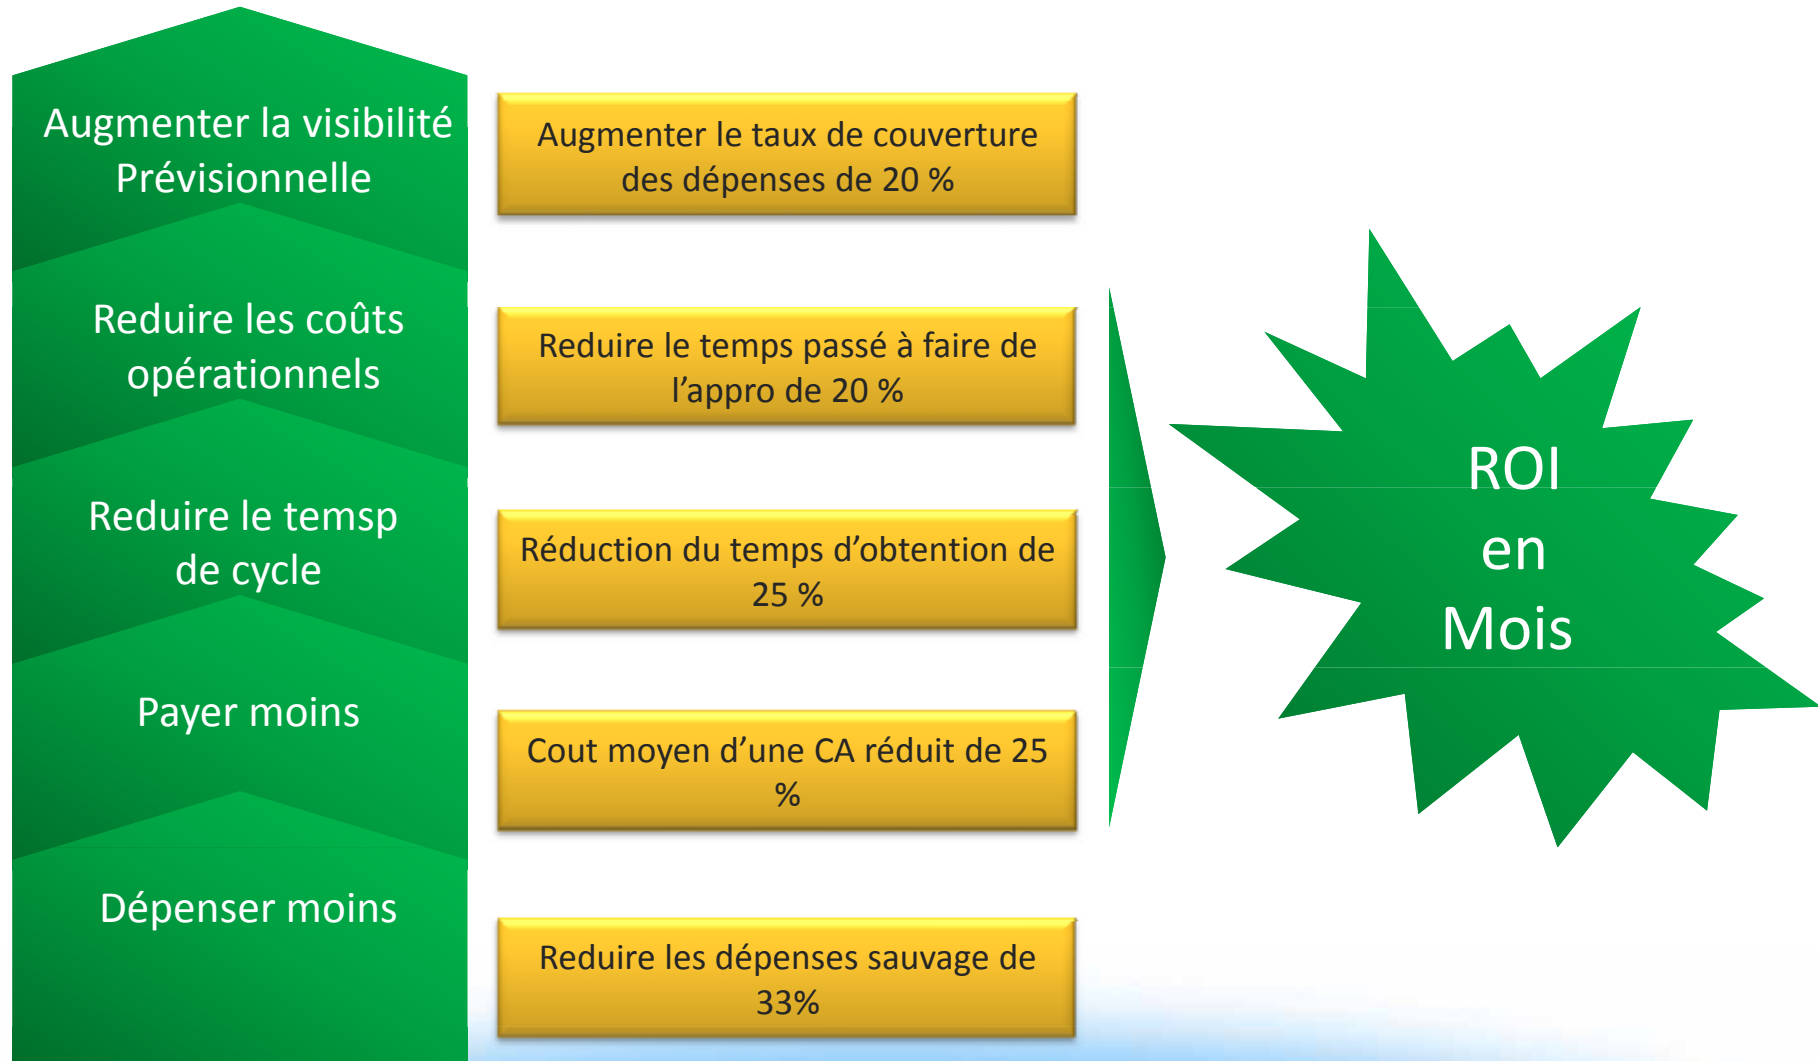 Augmenter la visibilité
Prévisionnelle
Augmenter le taux de couverture
des dépenses de 20 %
Reduire les coûts
opérationnels
Reduire le temps passé à faire de
l’appro de 20 %
Reduire le temsp
de cycle
Réduction du temps d’obtention de
25 %
Payer moins
Cout moyen d’une CA réduit de 25
%
Dépenser moins
Reduire les dépenses sauvage de
33%
ROI
en
Mois